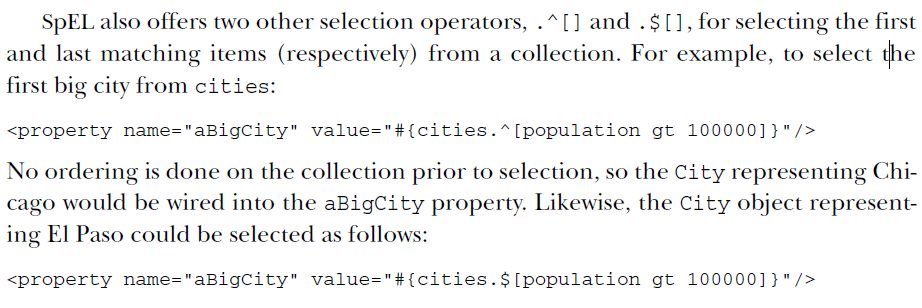 SpEL also offers two other selection operators, .^[] and .$[], for selecting the first
and last matching items (respectively) from a collection. For example, to select the
first big city from cities:
<property name="aBigCity" value="#{cities.^[population gt 100000]}"/>
No ordering is done on the collection prior to selection, so the City representing Chi-
cago would be wired into the aBigCity property. Likewise, the City object represent-
ing El Paso could be selected as follows:
<property name="aBigCity" value="#{cities.$[population gt 100000]}"/>